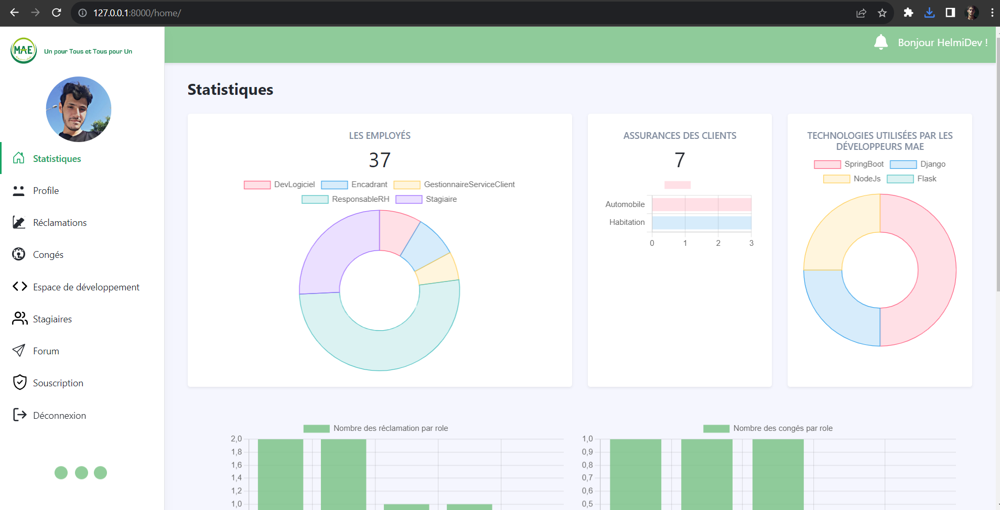 127.0.0.1:8000/home/
MAE
Un pour Tous et Tous pour Un
Bonjour HelmiDev !
Statistiques
Profile
Réclamations
Congés
Espace de développement
Stagiaires
Forum
Souscription
Déconnexion
Statistiques
LES EMPLOYÉS
37
DevLogiciel Encadrant GestionnaireServiceClient
ResponsableRH Stagiaire
ASSURANCES DES CLIENTS
7
Automobile
Habitation
0 1 2 3
TECHNOLOGIES UTILISÉES PAR LES
DÉVELOPPEURS MAE
SpringBoot Django
NodeJs Flask
Nombre des réclamation par role
2,0
1,8
1,6
1,4
1,2
1,0
Nombre des congés par role
1,0
0,9
0,8
0,7
0,6
0,5